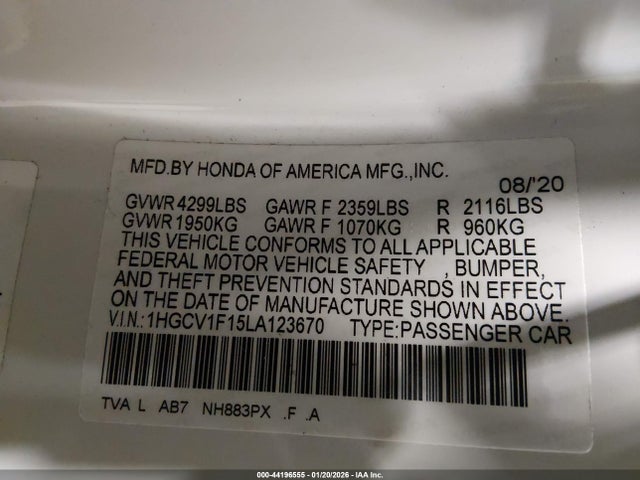 MFD.BY HONDA OF AMERICA MFG.,INC.
08/'20
GVWR 4299LBS GAWR F 2359LBS R 2116LBS
GVWR 1950KG GAWR F 1070KG R 960KG
THIS VEHICLE CONFORMS TO ALL APPLICABLE
FEDERAL MOTOR VEHICLE SAFETY , BUMPER,
AND THEFT PREVENTION STANDARDS IN EFFECT
ON THE DATE OF MANUFACTURE SHOWN ABOVE.
V.I.N.:1HGCV1F15LA123670 TYPE:PASSENGER CAR
TVA L AB7 NH883PX .F .A
000-44196555 | 01/20/2026 | IAA Inc.